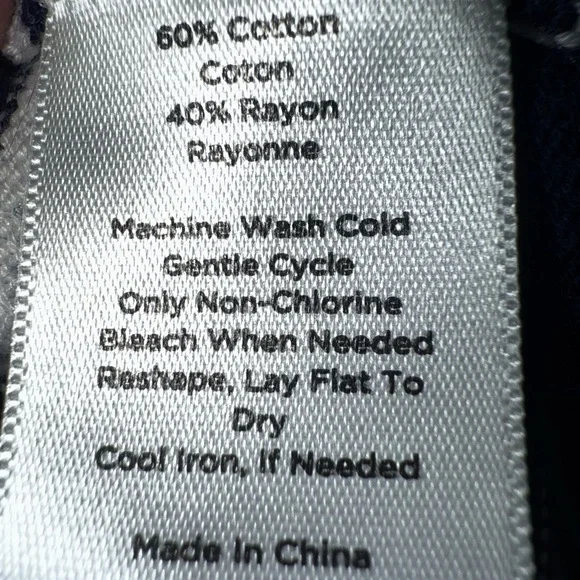 60% Cotton
Coton
40% Rayon
Rayonne
Machine Wash Cold
Gentle Cycle
Only Non-Chlorine
Bleach When Needed
Reshape, Lay Flat To
Dry
Cool Iron, If Needed
Made In China